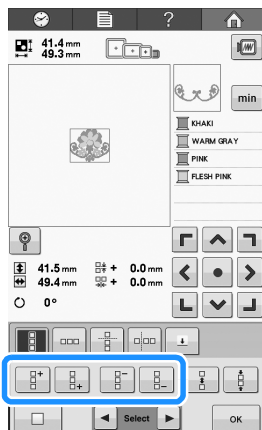 ?
41.4 mm
49.3 mm
min
KHAKI
WARM GRAY
PINK
FLESH PINK
41.5 mm + 0.0 mm
49.4 mm + 0.0 mm
0°
Select
OK